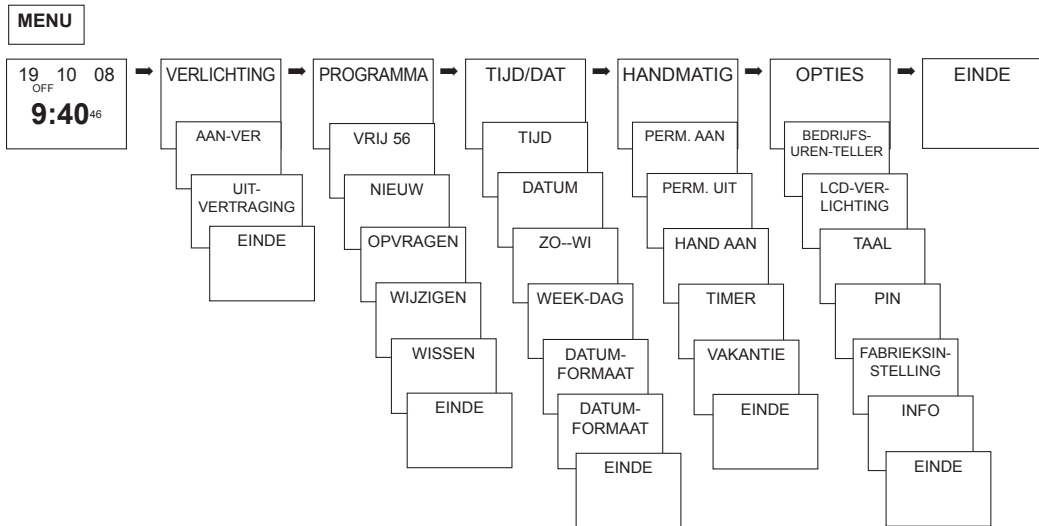 MENU
19 10 08
OFF
9:40 46
VERLICHTING
AAN-VER
UIT-
VERTRAGING
EINDE
PROGRAMMA
VRIJ 56
NIEUW
OPVRAGEN
WIJZIGEN
WISSEN
EINDE
TIJD/DAT
TIJD
DATUM
ZO--WI
WEEK-DAG
DATUM-
FORMAAT
DATUM-
FORMAAT
EINDE
HANDMATIG
PERM. AAN
PERM. UIT
HAND AAN
TIMER
VAKANTIE
EINDE
OPTIES
BEDRIJFS-
UREN-TELLER
LCD-VER-
LICHTING
TAAL
PIN
FABRIEKSIN-
STELLING
INFO
EINDE
EINDE